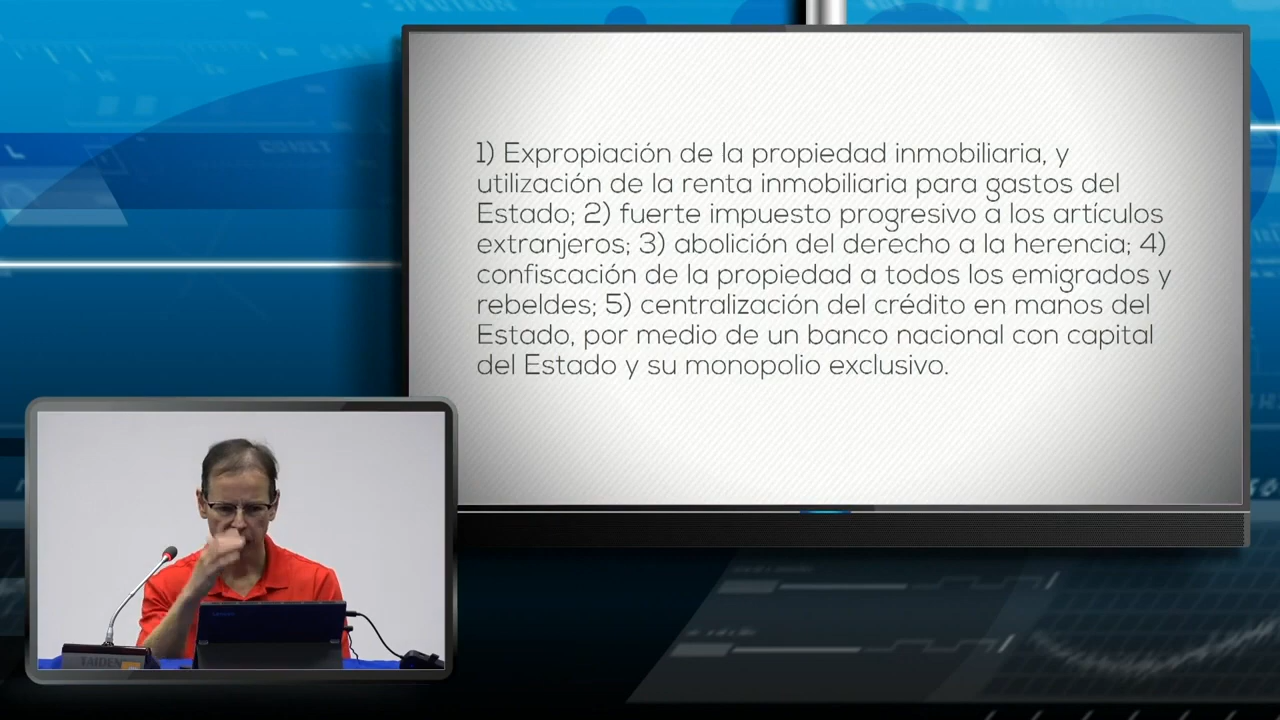 1) Expropiación de la propiedad inmobiliaria, y
utilización de la renta inmobiliaria para gastos del
Estado; 2) fuerte impuesto progresivo a los artículos
extranjeros; 3) abolición del derecho a la herencia; 4)
confiscación de la propiedad a todos los emigrados y
rebeldes; 5) centralización del crédito en manos del
Estado, por medio de un banco nacional con capital
del Estado y su monopolio exclusivo.
Lenovo
TAIDEN